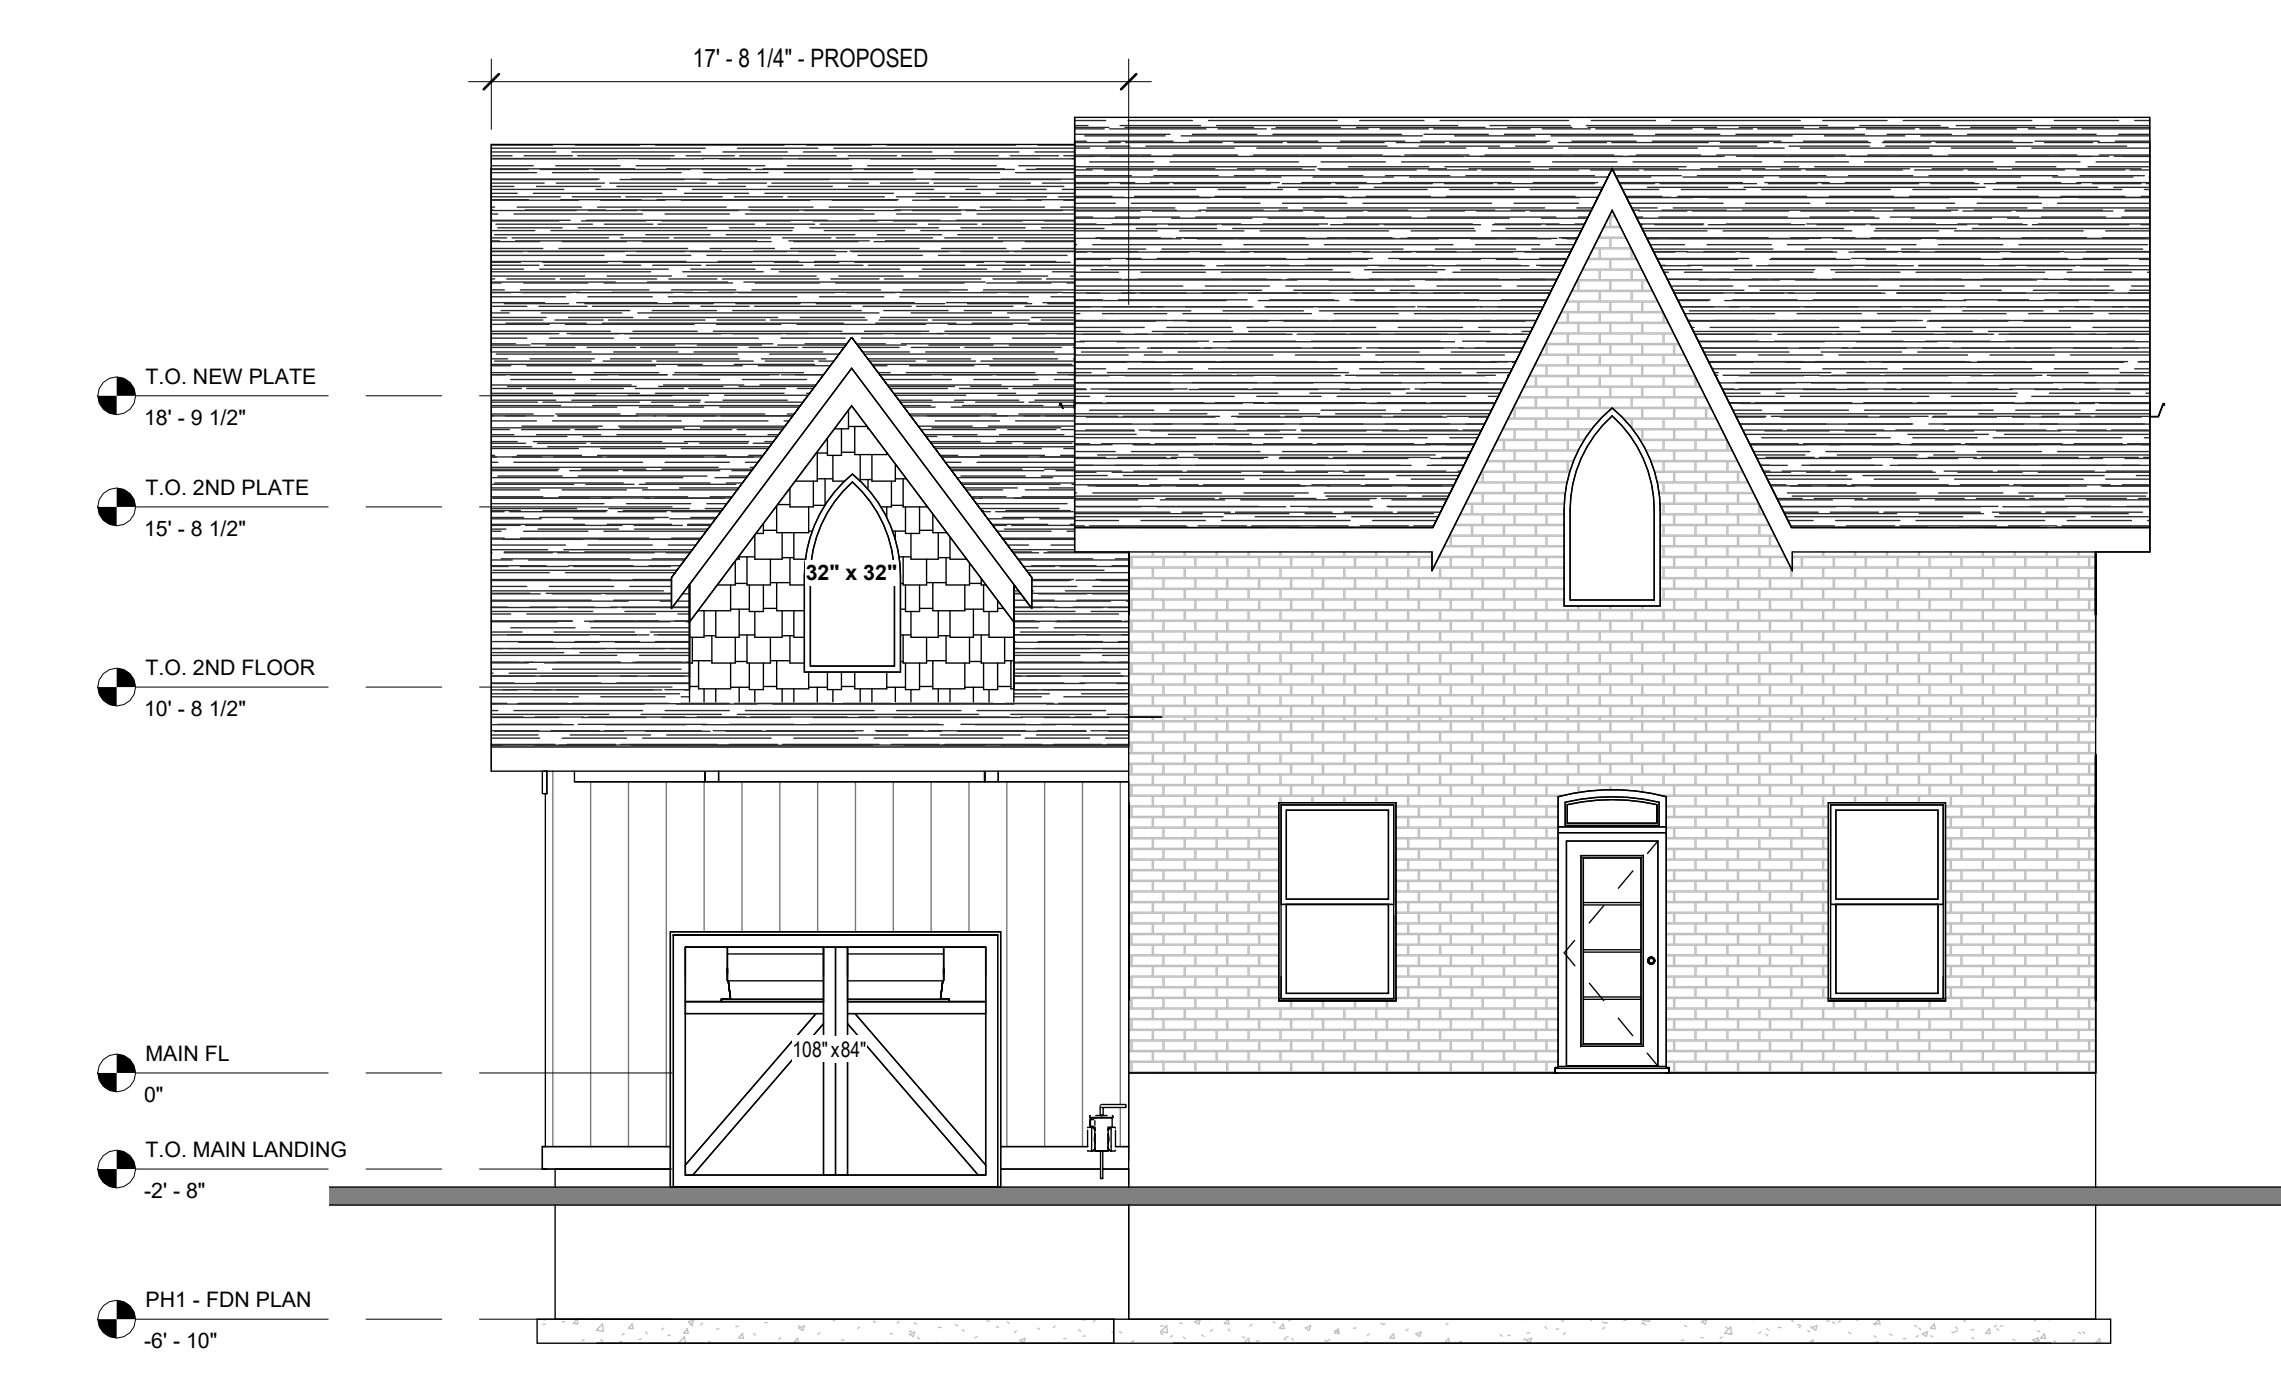 17' - 8 1/4" - PROPOSED
T.O. NEW PLATE
18' - 9 1/2"
T.O. 2ND PLATE
15' - 8 1/2"
32" x 32"
T.O. 2ND FLOOR
10' - 8 1/2"
108" x84"
MAIN FL
0"
T.O. MAIN LANDING
-2' - 8"
PH1 - FDN PLAN
-6' - 10"